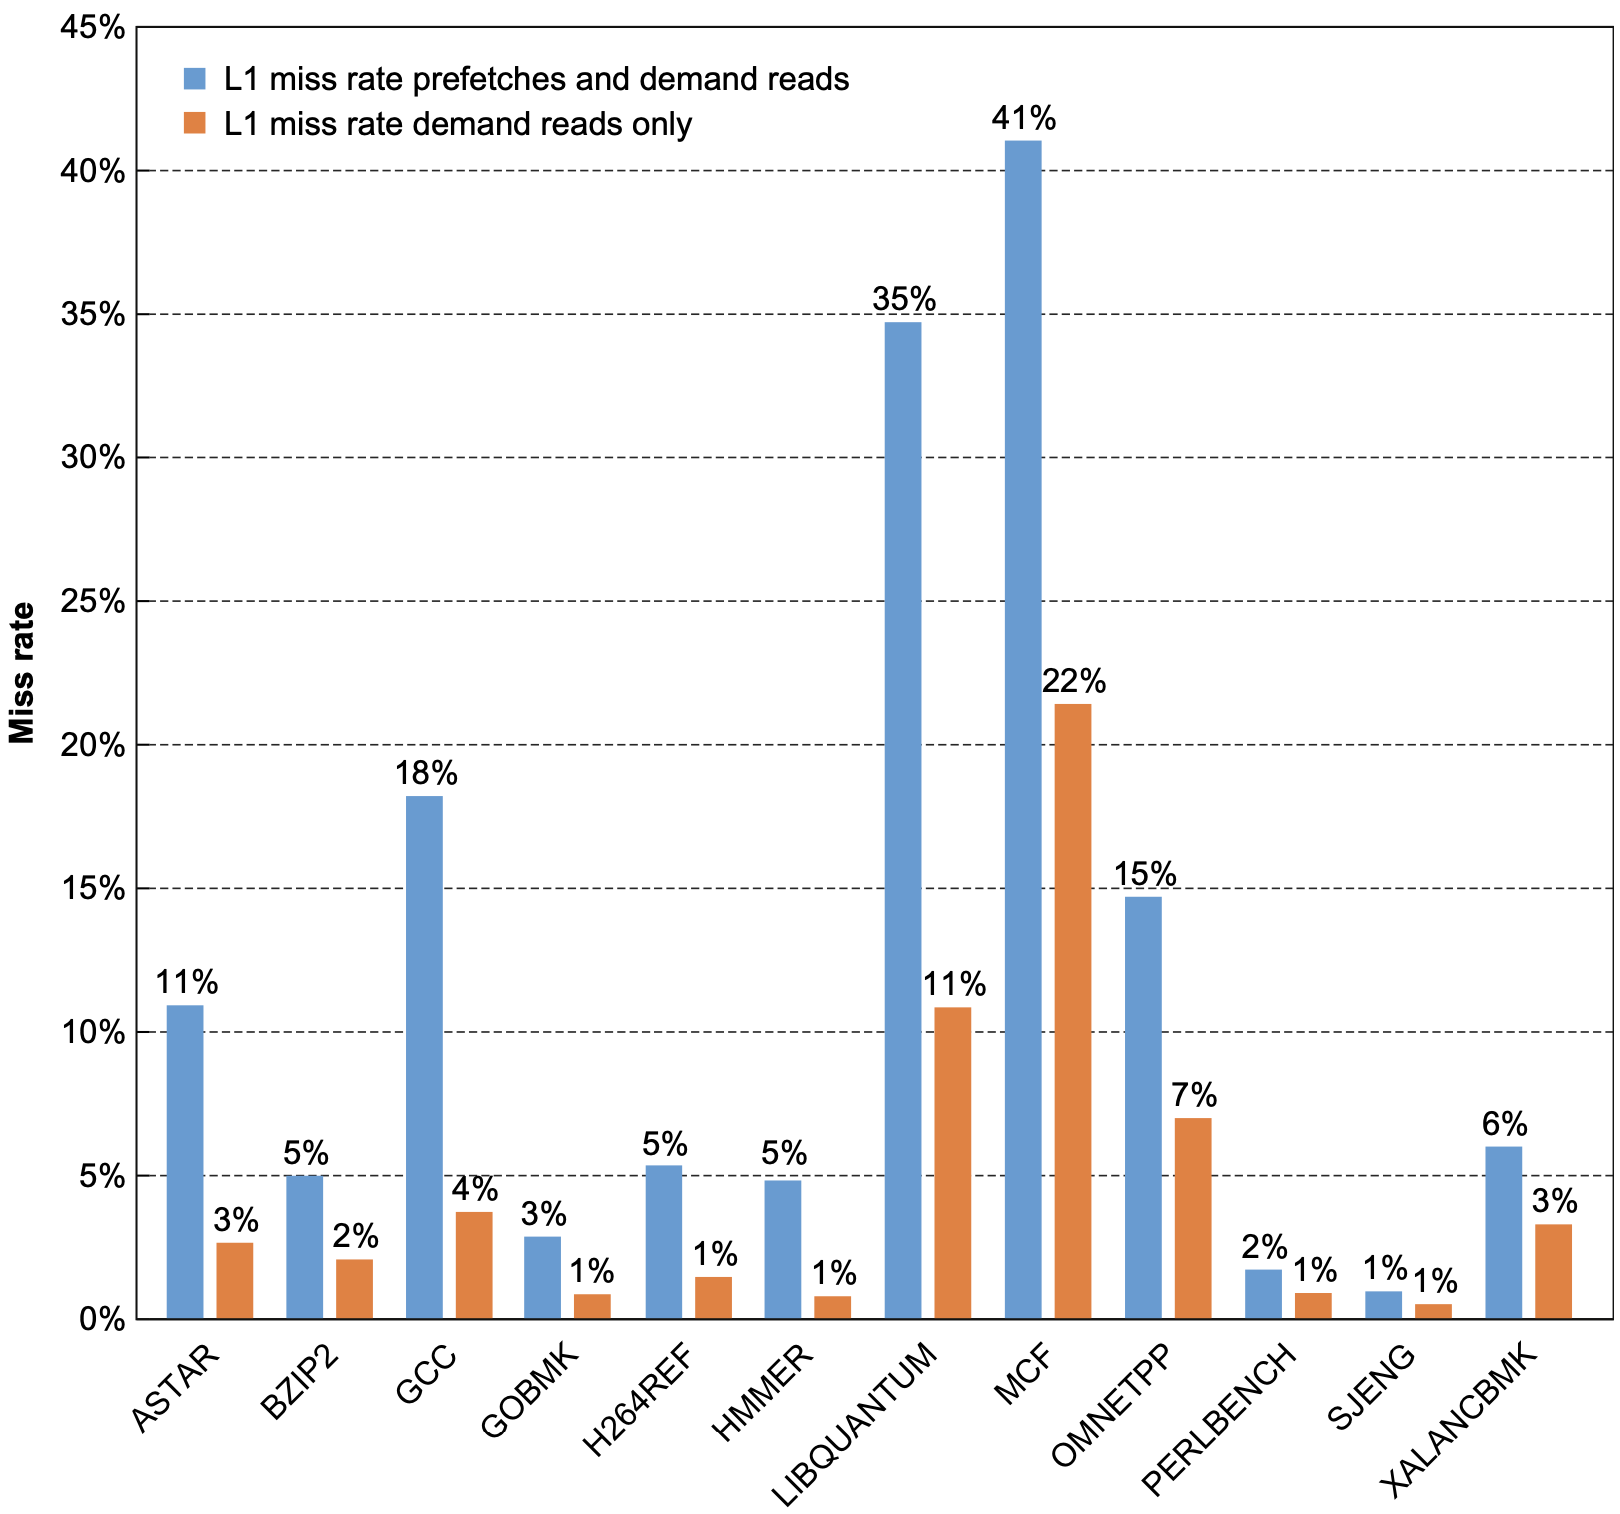 45%
L1 miss rate prefetches and demand reads
L1 miss rate demand reads only
41%
40%
35%
35%
30%
25%
22%
Miss rate
20%
18%
15%
15%
11%
11%
10%
7%
6%
5%
5%
5%
5%
4%
3%
3%
3%
2%
2%
1%
1%
1%
1%
1%
1%
0%
ASTAR
BZIP2
GCC
GOBMK
H264REF
HMMER
LIBQUANTUM
MCF
OMNETPP
PERLBENCH
SJENG
XALANCBMK